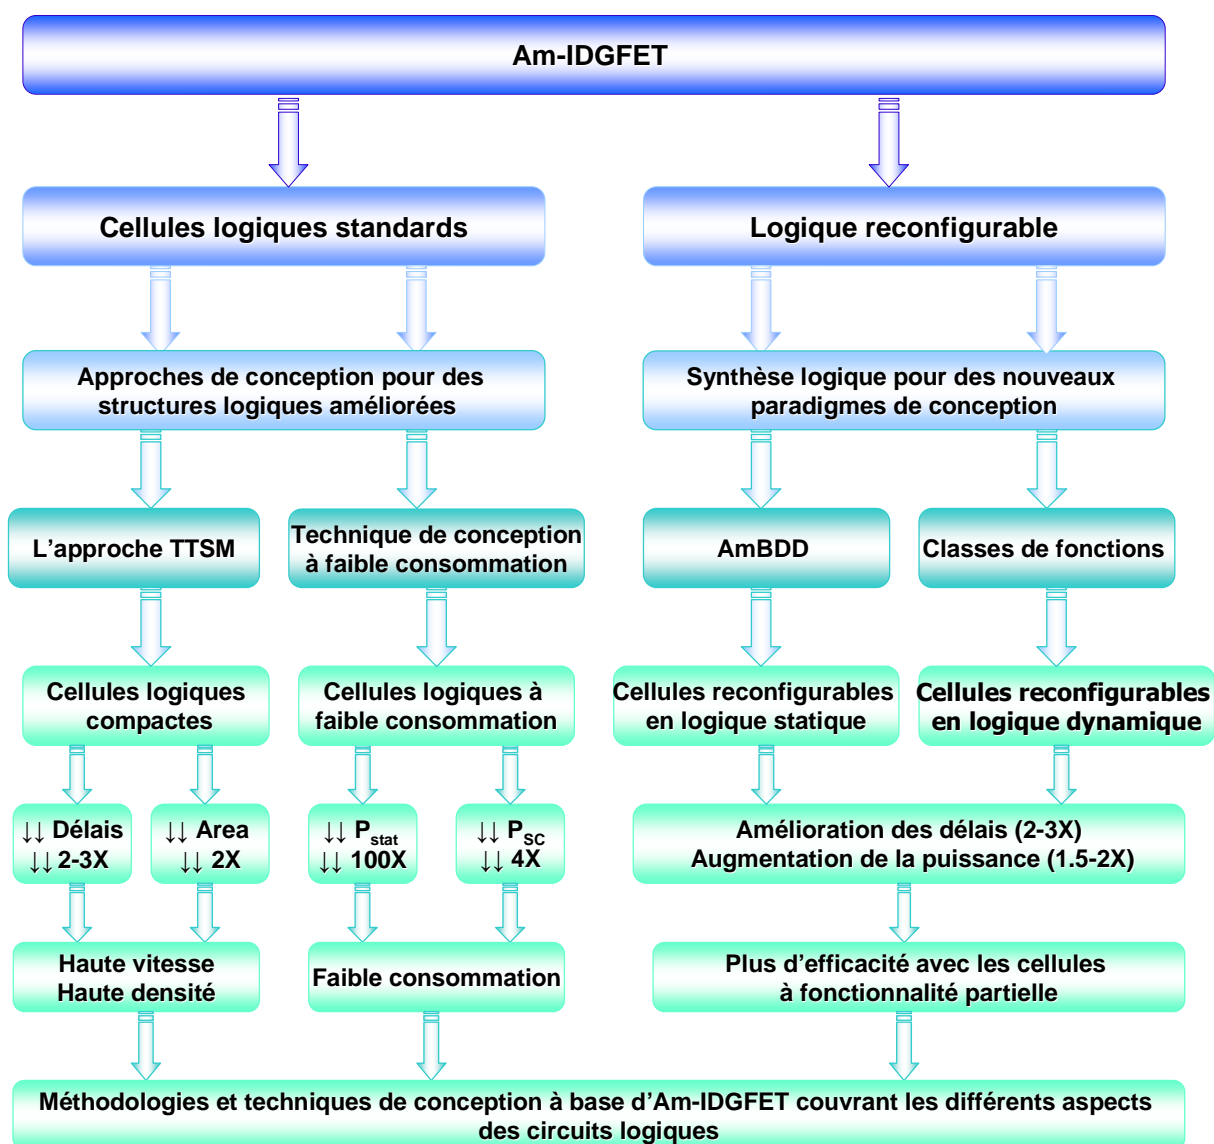 Am-IDGFET
Cellules logiques standards
Logique reconfigurable
Approches de conception pour des
structures logiques améliorées
Synthèse logique pour des nouveaux
paradigmes de conception
L’approche TTSM
Technique de conception
à faible consommation
AmBDD
Classes de fonctions
Cellules logiques
compactes
Cellules logiques à
faible consommation
Cellules reconfigurables
en logique statique
Cellules reconfigurables
en logique dynamique
↓↓ Délais
↓↓ 2-3X
↓↓ Area
↓↓ 2X
↓↓ Pstat
↓↓ 100X
↓↓ PSC
↓↓ 4X
Amélioration des délais (2-3X)
Augmentation de la puissance (1.5-2X)
Haute vitesse
Haute densité
Faible consommation
Plus d’efficacité avec les cellules
à fonctionnalité partielle
Méthodologies et techniques de conception à base d’Am-IDGFET couvrant les différents aspects
des circuits logiques